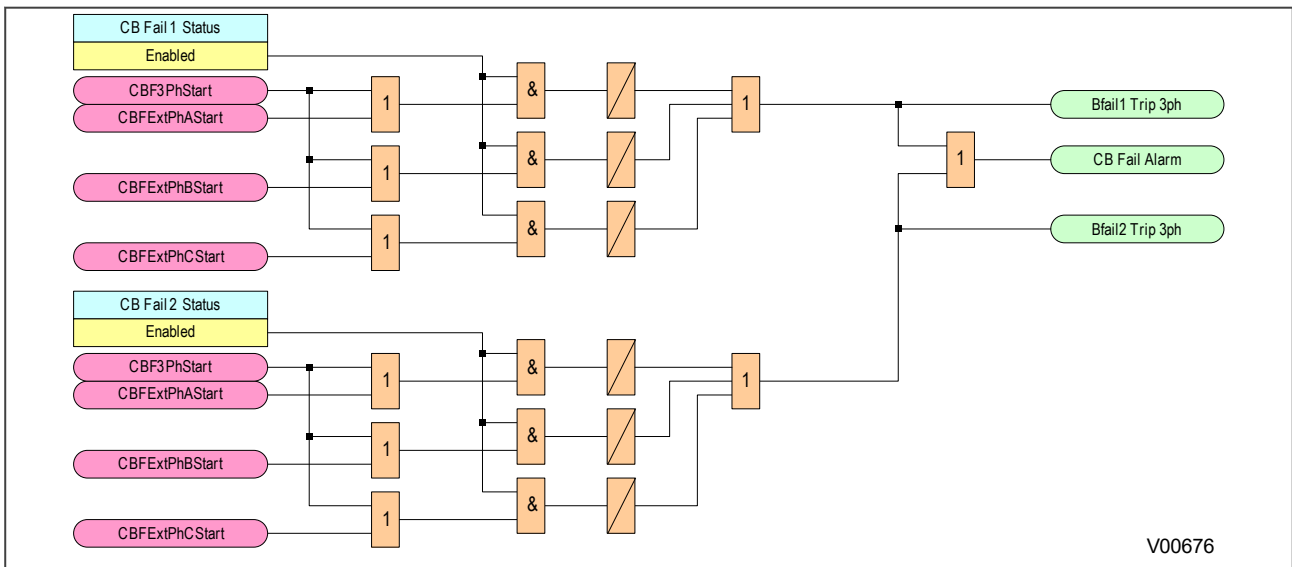 CB Fail 1 Status
Enabled
CBF3PhStart
CBFExtPhAStart
CBFExtPhBStart
CBFExtPhCStart
1
1
1
&
&
&
1
Bfail1 Trip 3ph
1
CB Fail Alarm
Bfail2 Trip 3ph
CB Fail 2 Status
Enabled
CBF3PhStart
CBFExtPhAStart
CBFExtPhBStart
CBFExtPhCStart
1
1
1
&
&
&
1
V00676